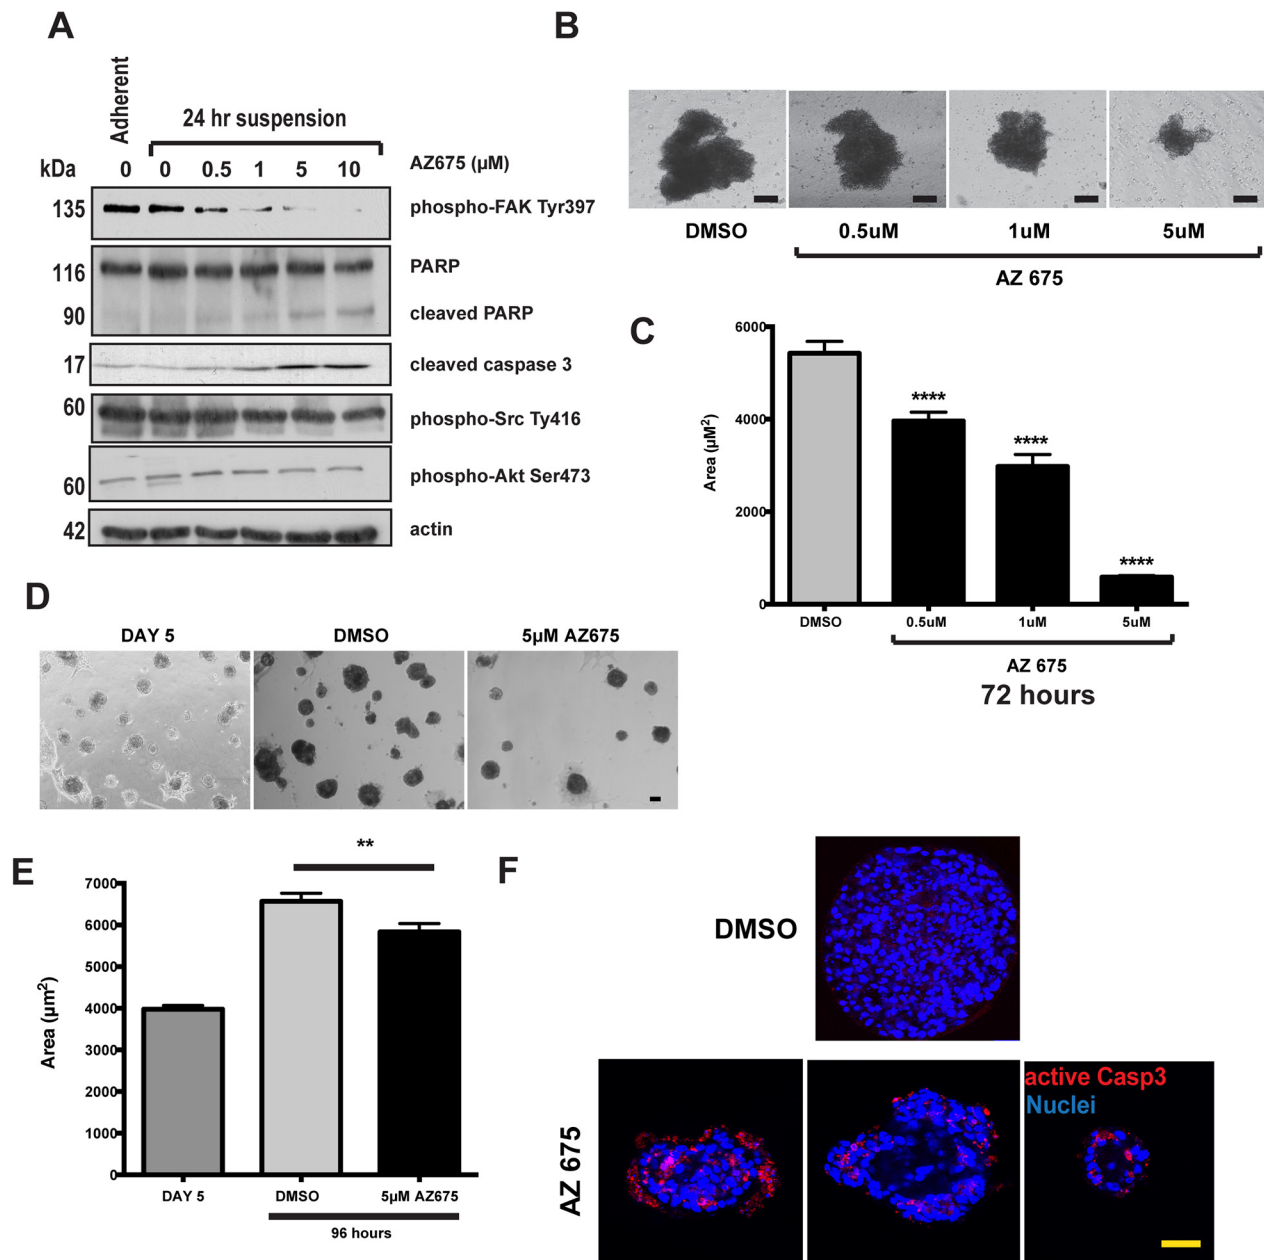 A
Adherent
24 hr suspension
kDa
0 0 0.5 1 5 10 AZ675 (µM)
135 phospho-FAK Tyr397
116 PARP
90 cleaved PARP
17 cleaved caspase 3
60 phospho-Src Ty416
60 phospho-Akt Ser473
42 actin
B
DMSO 0.5uM 1uM 5uM
AZ 675
C
Area (µM²)
6000
4000
2000
0
****
****
****
DMSO 0.5uM 1uM 5uM
AZ 675
72 hours
D
DAY 5 DMSO 5µM AZ675
E
**
Area (µm²)
7000
6000
5000
4000
3000
2000
1000
0
DAY 5 DMSO 5µM AZ675
96 hours
F
DMSO
AZ 675
active Casp3
Nuclei